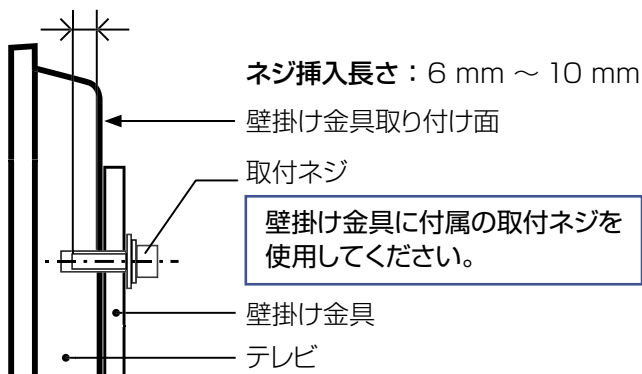 ネジ挿入長さ：6 mm ～ 10 mm
壁掛け金具取り付け面
取付ネジ
壁掛け金具に付属の取付ネジを
使用してください。
壁掛け金具
テレビ